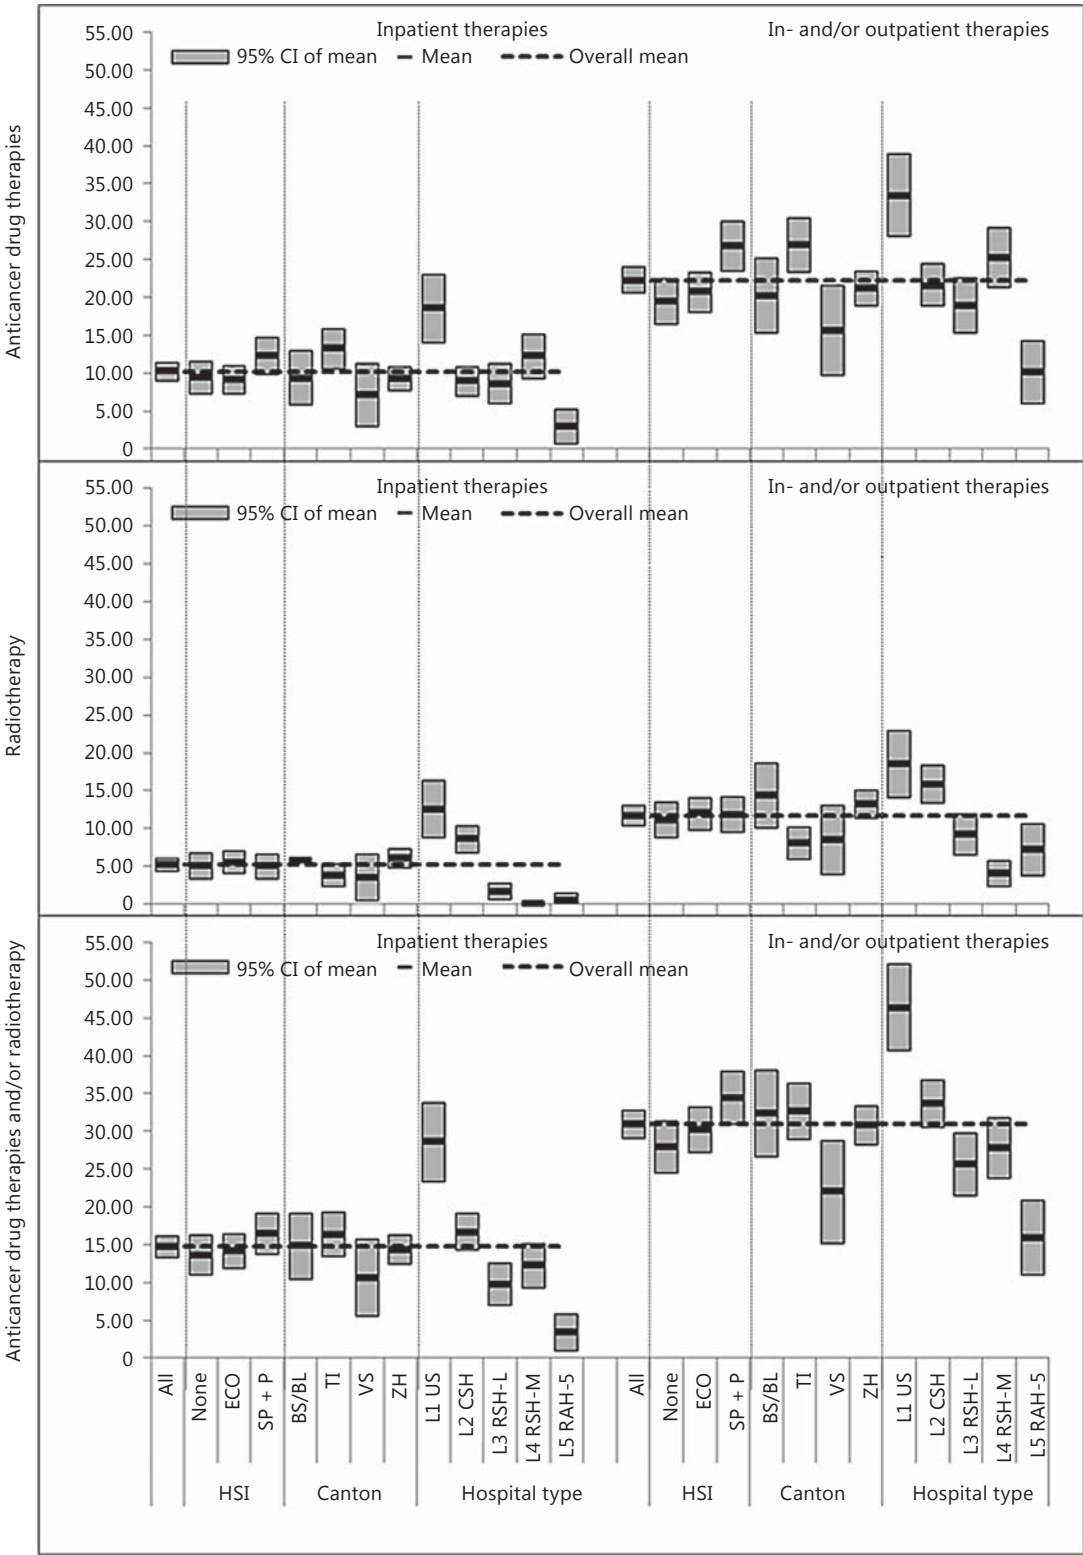 Anticancer drug therapies
Inpatient therapies In- and/or outpatient therapies
95% CI of mean Mean Overall mean
55.00
50.00
45.00
40.00
35.00
30.00
25.00
20.00
15.00
10.00
5.00
0
Radiotherapy
Inpatient therapies In- and/or outpatient therapies
95% CI of mean Mean Overall mean
55.00
50.00
45.00
40.00
35.00
30.00
25.00
20.00
15.00
10.00
5.00
0
Anticancer drug therapies and/or radiotherapy
Inpatient therapies In- and/or outpatient therapies
95% CI of mean Mean Overall mean
55.00
50.00
45.00
40.00
35.00
30.00
25.00
20.00
15.00
10.00
5.00
0
All
None
ECO
SP + P
BS/BL
TI
VS
ZH
L1 US
L2 CSH
L3 RSH-L
L4 RSH-M
L5 RAH-5
All
None
ECO
SP + P
BS/BL
TI
VS
ZH
L1 US
L2 CSH
L3 RSH-L
L4 RSH-M
L5 RAH-5
HSI Canton Hospital type HSI Canton Hospital type